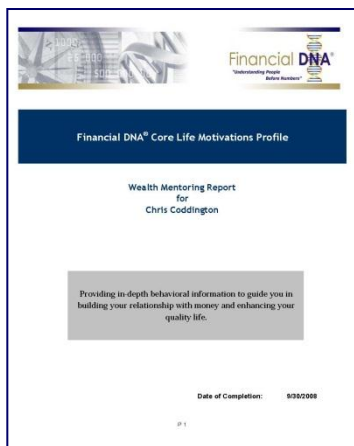 Financial DNA®
"Understanding People
Before Numbers"
Financial DNA® Core Life Motivations Profile
Wealth Mentoring Report
for
Chris Coddington
Providing in-depth behavioral information to guide you in
building your relationship with money and enhancing your
quality life.
Date of Completion: 9/30/2008
P 1